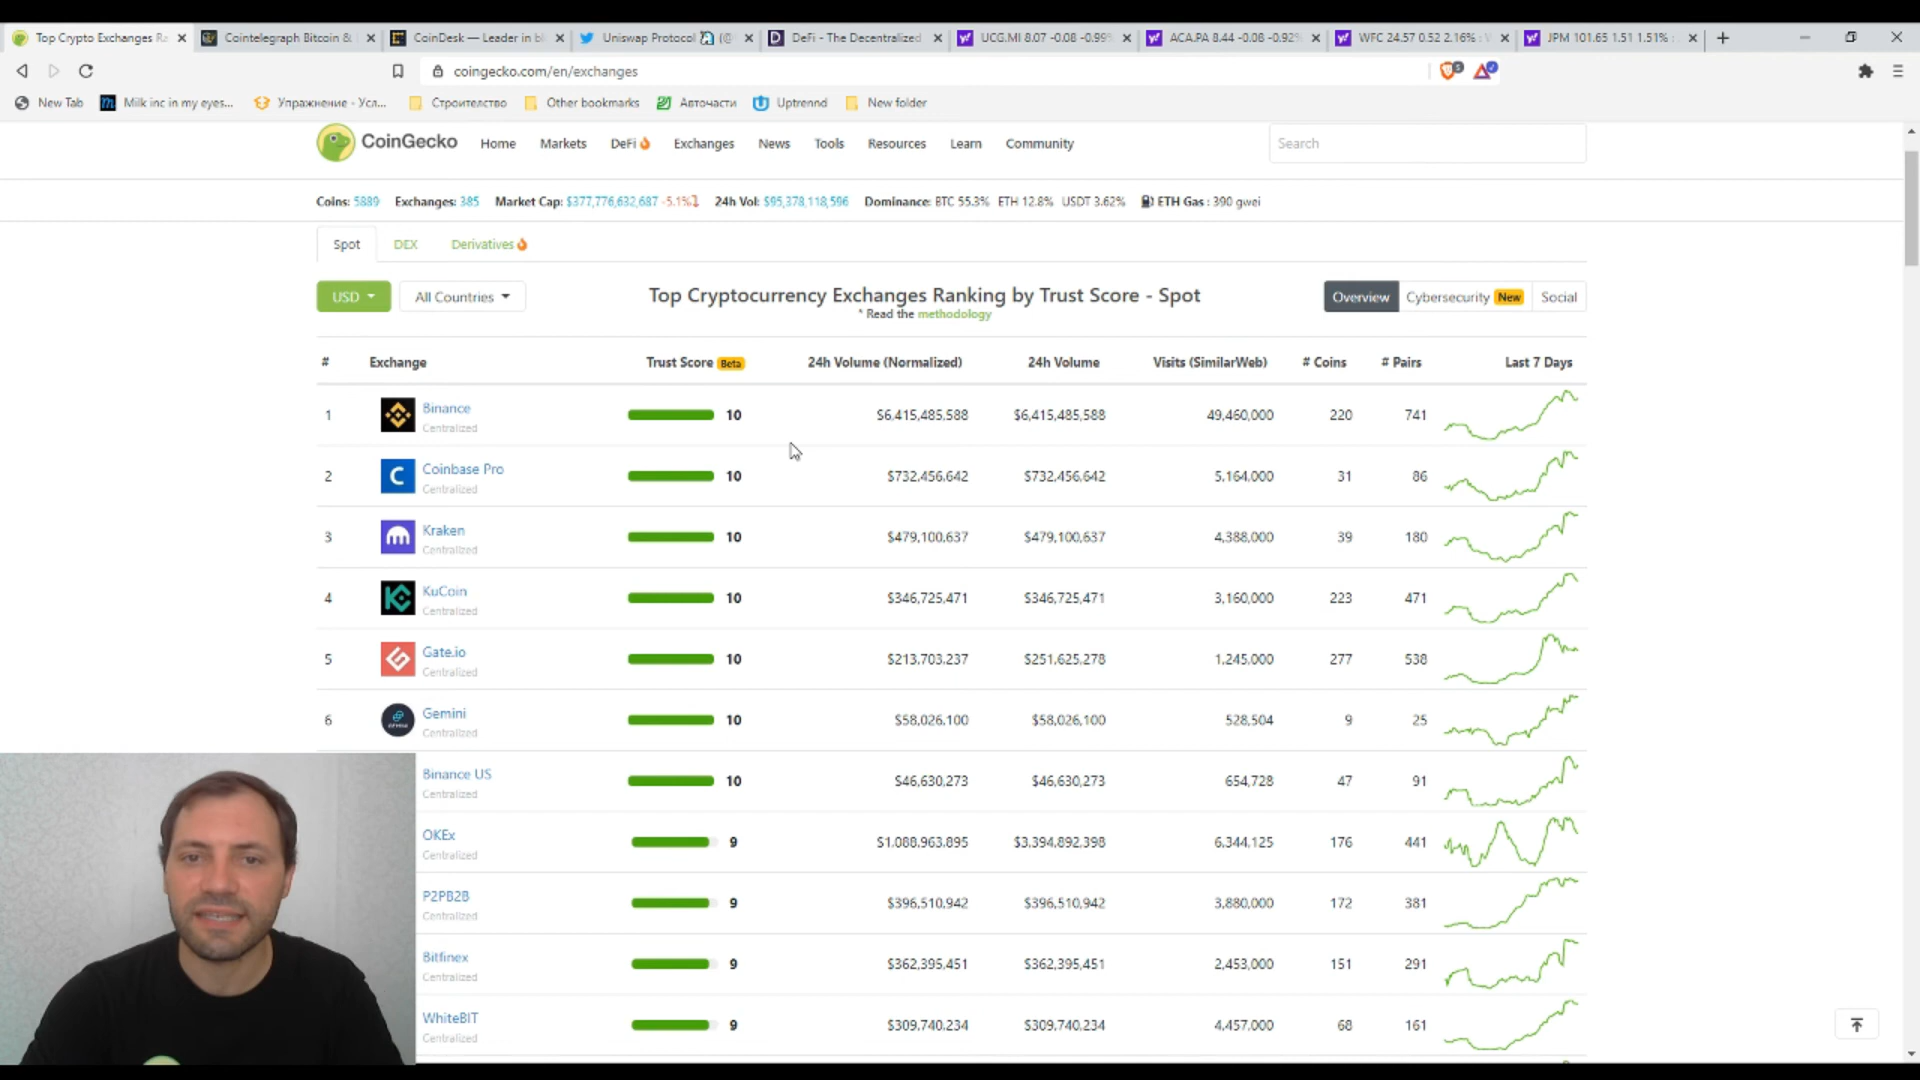 Top Crypto Exchanges Ra
Cointelegraph Bitcoin &
CoinDesk — Leader in bl
Uniswap Protocol
DeFi - The Decentralized
UCG.MI 8.07 -0.08 -0.99%
ACA.PA 8.44 -0.08 -0.92%
WFC 24.57 0.52 2.16% : V
JPM 101.65 1.51 1.51% :
coingecko.com/en/exchanges
New Tab
Milk inc in my eyes...
Упражнение - Усл...
Строителство
Other bookmarks
Авточасти
Uptrennd
New folder
CoinGecko Home Markets DeFi Exchanges News Tools Resources Learn Community Search
Coins: 5889 Exchanges: 385 Market Cap: $377,776,632,687 -5.1% 24h Vol: $95,378,118,596 Dominance: BTC 55.3% ETH 12.8% USDT 3.62% ETH Gas : 390 gwei
Spot DEX Derivatives
USD All Countries Top Cryptocurrency Exchanges Ranking by Trust Score - Spot Overview Cybersecurity New Social
* Read the methodology
# Exchange Trust Score Beta 24h Volume (Normalized) 24h Volume Visits (SimilarWeb) # Coins # Pairs Last 7 Days
1 Binance 10 $6,415,485,588 $6,415,485,588 49,460,000 220 741
Centralized
2 Coinbase Pro 10 $732,456,642 $732,456,642 5,164,000 31 86
Centralized
3 Kraken 10 $479,100,637 $479,100,637 4,388,000 39 180
Centralized
4 KuCoin 10 $346,725,471 $346,725,471 3,160,000 223 471
Centralized
5 Gate.io 10 $213,703,237 $251,625,278 1,245,000 277 538
Centralized
6 Gemini 10 $58,026,100 $58,026,100 528,504 9 25
Centralized
Binance US 10 $46,630,273 $46,630,273 654,728 47 91
Centralized
OKEx 9 $1,088,963,895 $3,394,892,398 6,344,125 176 441
Centralized
P2PB2B 9 $396,510,942 $396,510,942 3,880,000 172 381
Centralized
Bitfinex 9 $362,395,451 $362,395,451 2,453,000 151 291
Centralized
WhiteBIT 9 $309,740,234 $309,740,234 4,457,000 68 161
Centralized